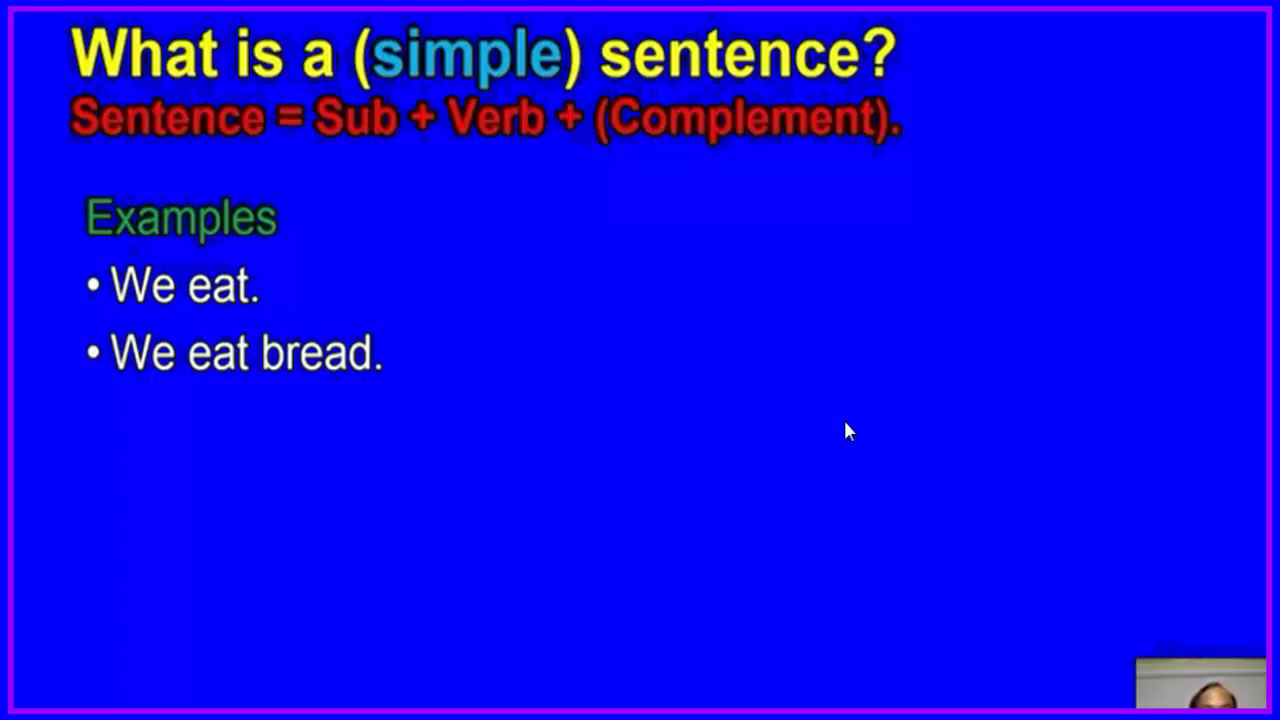 What is a (simple) sentence?
Sentence = Sub + Verb + (Complement).
Examples
• We eat.
• We eat bread.